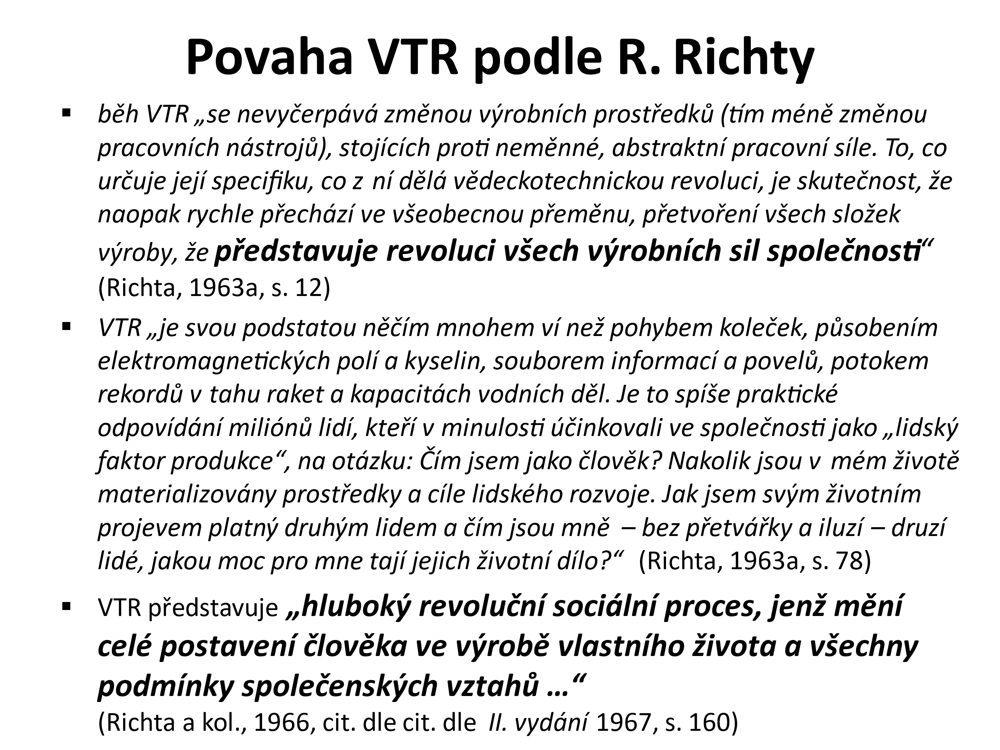 Povaha VTR podle R. Richty
▪ běh VTR „se nevyčerpává změnou výrobních prostředků (tím méně změnou
pracovních nástrojů), stojících proti neměnné, abstraktní pracovní síle. To, co
určuje její specifiku, co z ní dělá vědeckotechnickou revoluci, je skutečnost, že
naopak rychle přechází ve všeobecnou přeměnu, přetvoření všech složek
výroby, že představuje revoluci všech výrobních sil společnosti“
(Richta, 1963a, s. 12)
▪ VTR „je svou podstatou něčím mnohem ví než pohybem koleček, působením
elektromagnetických polí a kyselin, souborem informací a povelů, potokem
rekordů v tahu raket a kapacitách vodních děl. Je to spíše praktické
odpovídání miliónů lidí, kteří v minulosti účinkovali ve společnosti jako „lidský
faktor produkce“, na otázku: Čím jsem jako člověk? Nakolik jsou v mém životě
materializovány prostředky a cíle lidského rozvoje. Jak jsem svým životním
projevem platný druhým lidem a čím jsou mně – bez přetvářky a iluzí – druzí
lidé, jakou moc pro mne tají jejich životní dílo?“ (Richta, 1963a, s. 78)
▪ VTR představuje „hluboký revoluční sociální proces, jenž mění
celé postavení člověka ve výrobě vlastního života a všechny
podmínky společenských vztahů …“
(Richta a kol., 1966, cit. dle cit. dle II. vydání 1967, s. 160)